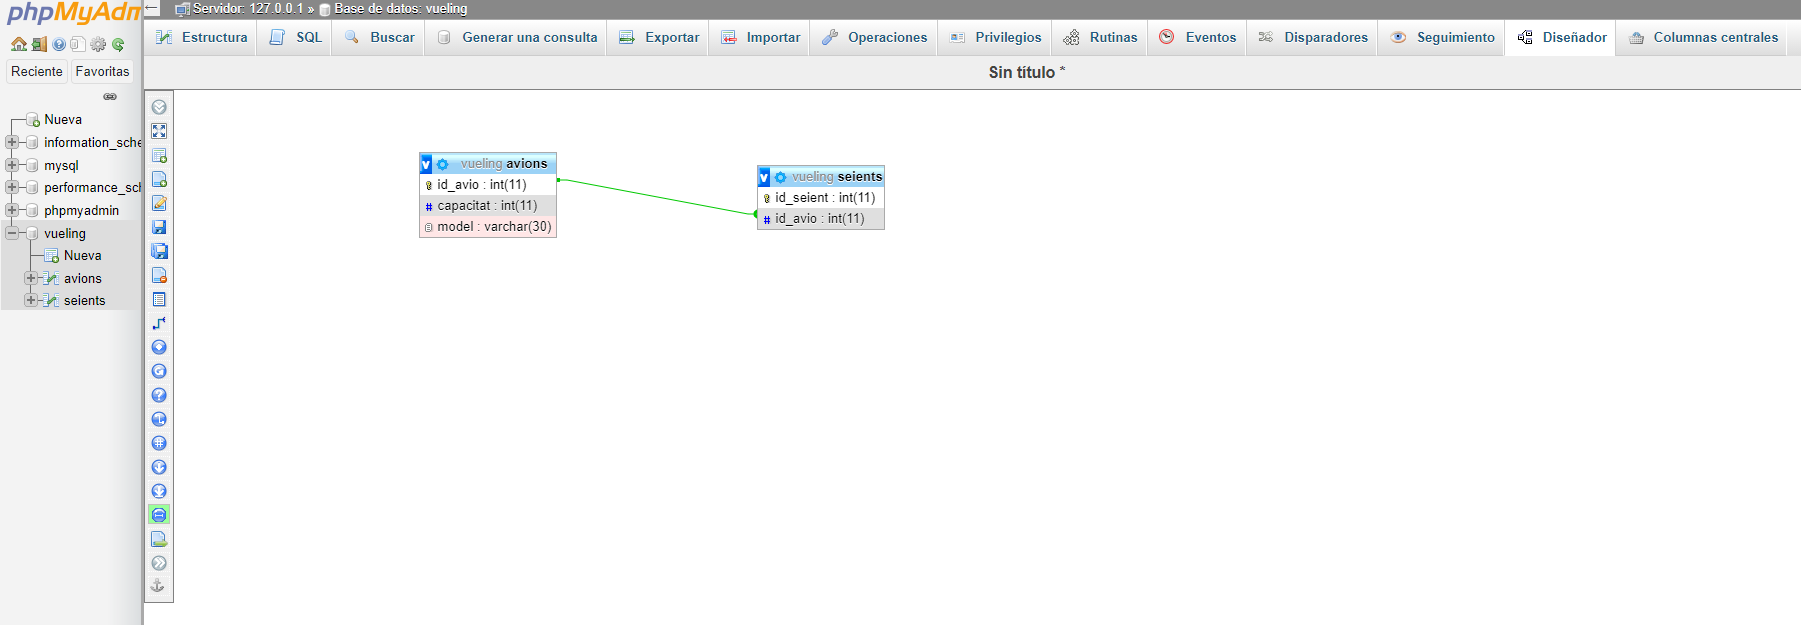 phpMyAdm
Servidor: 127.0.0.1 » Base de datos: vueling
Estructura SQL Buscar Generar una consulta Exportar Importar Operaciones Privilegios Rutinas Eventos Disparadores Seguimiento Diseñador Columnas centrales
Sin título *
Reciente Favoritas
Nueva
information_sche
mysql
performance_sch
phpmyadmin
vueling
Nueva
avions
seients
v vueling avions
id_avio : int(11)
# capacitat : int(11)
model : varchar(30)
v vueling seients
id_seient : int(11)
# id_avio : int(11)